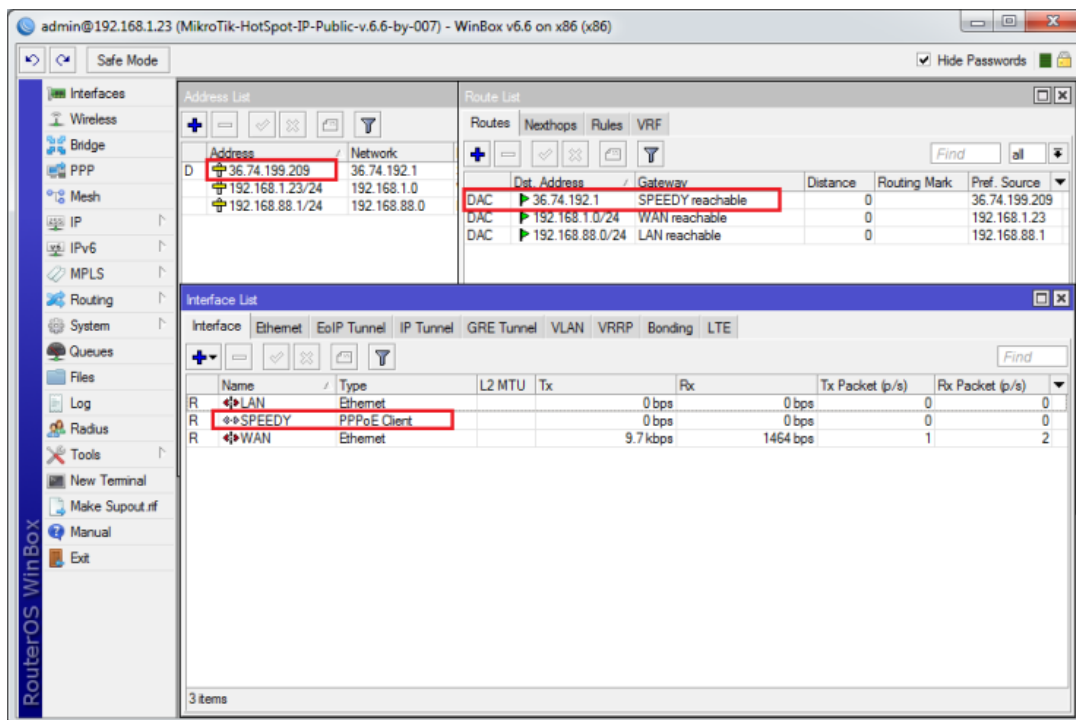 admin@192.168.1.23 (MikroTik-HotSpot-IP-Public-v.6.6-by-007) - WinBox v6.6 on x86 (x86)
Safe Mode
Hide Passwords
RouterOS WinBox
Interfaces
Wireless
Bridge
PPP
Mesh
IP
IPv6
MPLS
Routing
System
Queues
Files
Log
Radius
Tools
New Terminal
Make Supout.rif
Manual
Exit
Address List
Address Network
D 36.74.199.209 36.74.192.1
192.168.1.23/24 192.168.1.0
192.168.88.1/24 192.168.88.0
Route List
Routes Nexthops Rules VRF
Find all
Dst. Address Gateway Distance Routing Mark Pref. Source
DAC 36.74.192.1 SPEEDY reachable 0 36.74.199.209
DAC 192.168.1.0/24 WAN reachable 0 192.168.1.23
DAC 192.168.88.0/24 LAN reachable 0 192.168.88.1
Interface List
Interface Ethernet EoIP Tunnel IP Tunnel GRE Tunnel VLAN VRRP Bonding LTE
Find
Name Type L2 MTU Tx Rx Tx Packet (p/s) Rx Packet (p/s)
R LAN Ethernet 0 bps 0 bps 0 0
R SPEEDY PPPoE Client 0 bps 0 bps 0 0
R WAN Ethernet 9.7 kbps 1464 bps 1 2
3 items